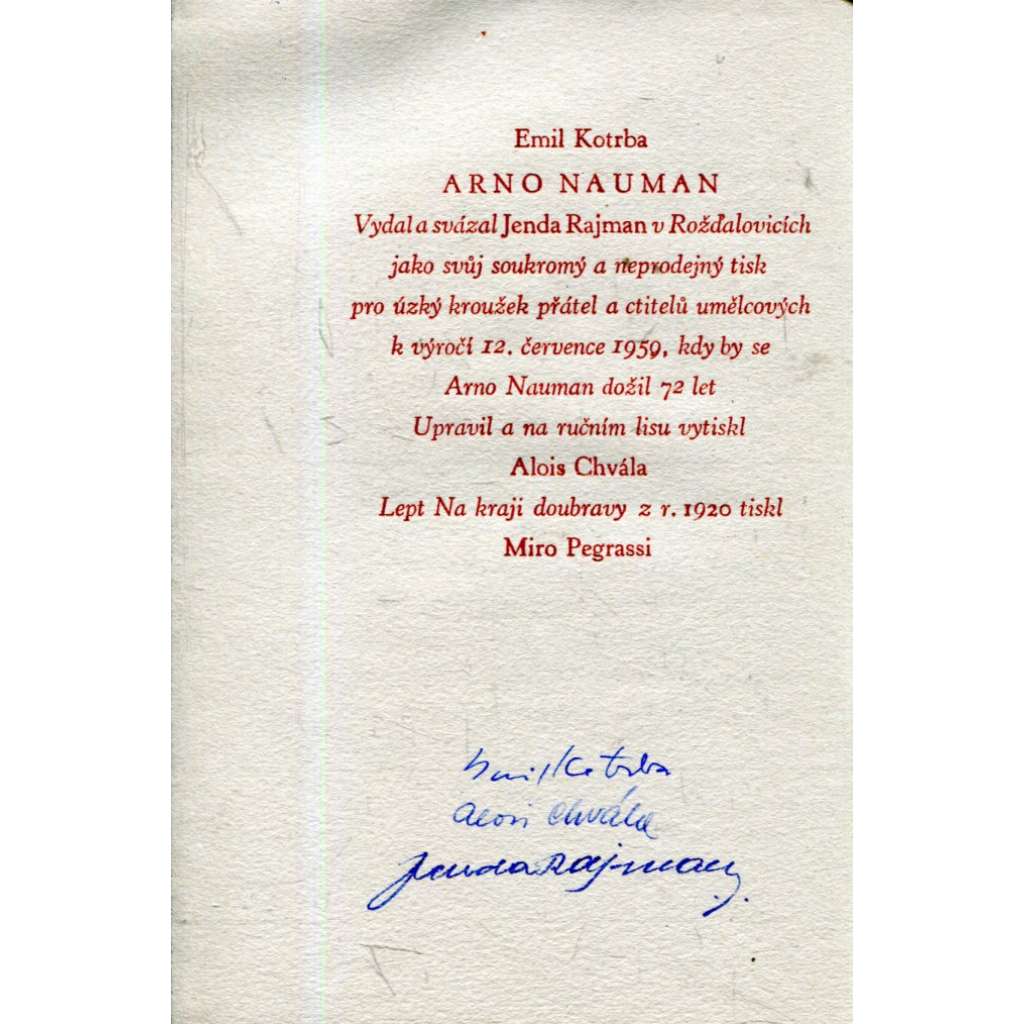 Emil Kotrba
ARNO NAUMAN
Vydal a svázal Jenda Rajman v Rožďalovicích
jako svůj soukromý a neprodejný tisk
pro úzký kroužek přátel a ctitelů umělcových
k výročí 12. července 1959, kdy by se
Arno Nauman dožil 72 let
Upravil a na ručním lisu vytiskl
Alois Chvála
Lept Na kraji doubravy z r. 1920 tiskl
Miro Pegrassi
Emil Kotrba
Alois Chvála
Jenda Rajman